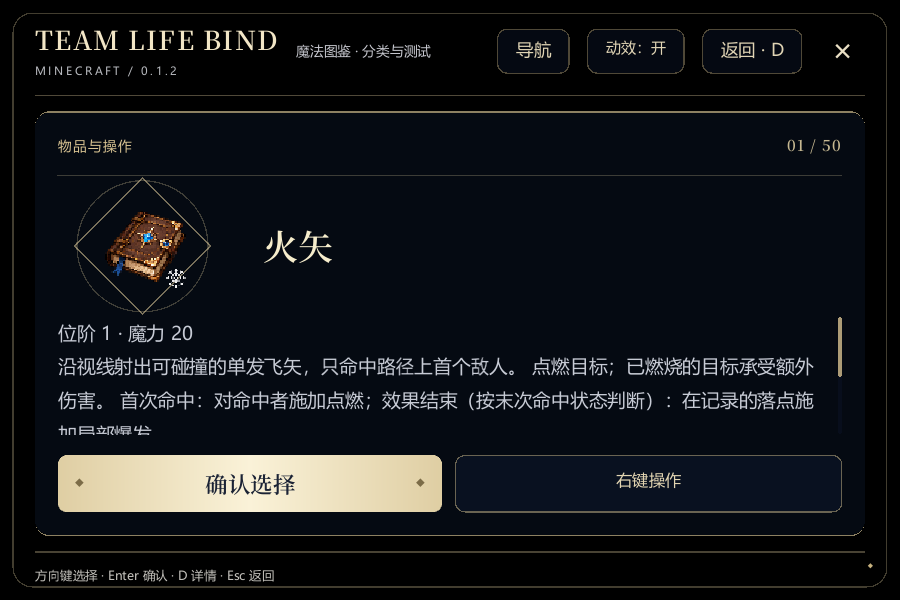 TEAM LIFE BIND
魔法图鉴 · 分类与测试
导航
动效：开
返回 · D
×
MINECRAFT / 0.1.2
物品与操作
01 / 50
火矢
位阶 1 · 魔力 20
沿视线射出可碰撞的单发飞矢，只命中路径上首个敌人。 点燃目标；已燃烧的目标承受额外
伤害。 首次命中：对命中者施加点燃；效果结束（按末次命中状态判断）：在记录的落点施
加局部爆发
确认选择
右键操作
方向键选择 · Enter 确认 · D 详情 · Esc 返回